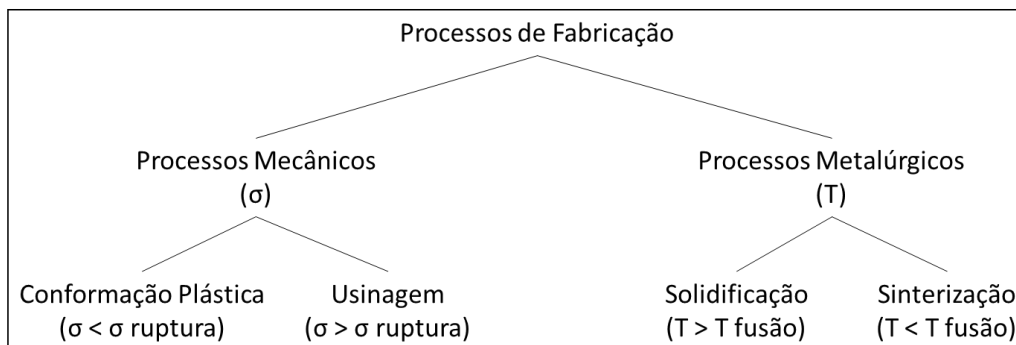 Processos de Fabricação
Processos Mecânicos
(σ)
Processos Metalúrgicos
(T)
Conformação Plástica
(σ < σ ruptura)
Usinagem
(σ > σ ruptura)
Solidificação
(T > T fusão)
Sinterização
(T < T fusão)